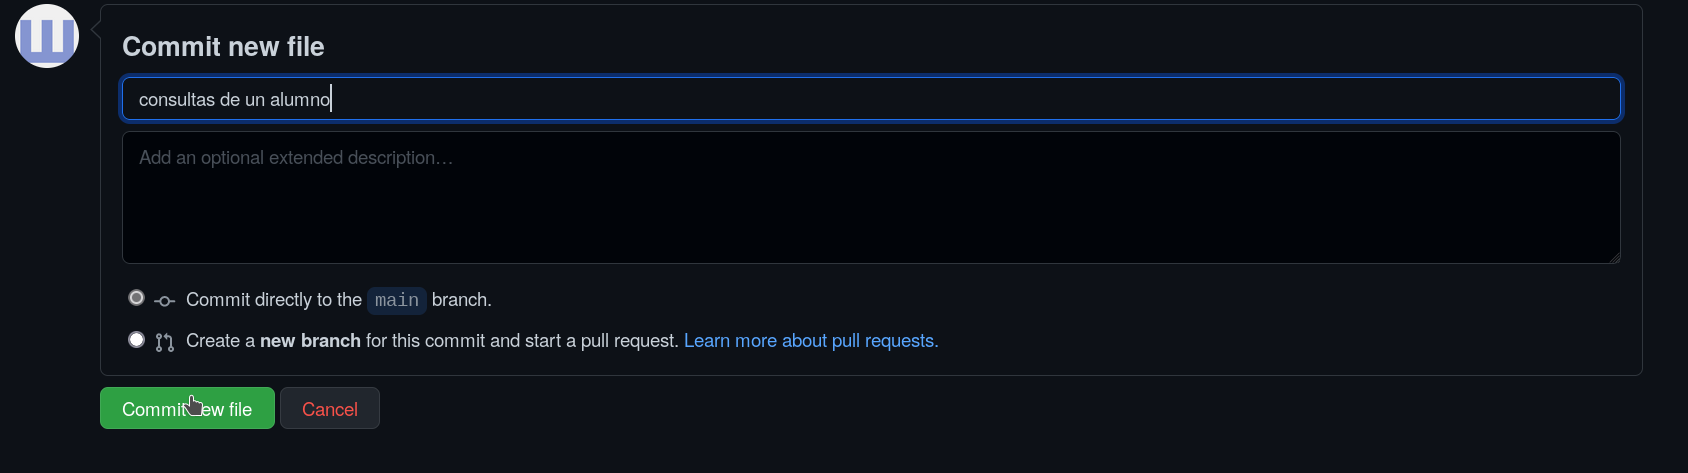 Commit new file
consultas de un alumno
Add an optional extended description…
Commit directly to the main branch.
Create a new branch for this commit and start a pull request. Learn more about pull requests.
Commit new file
Cancel